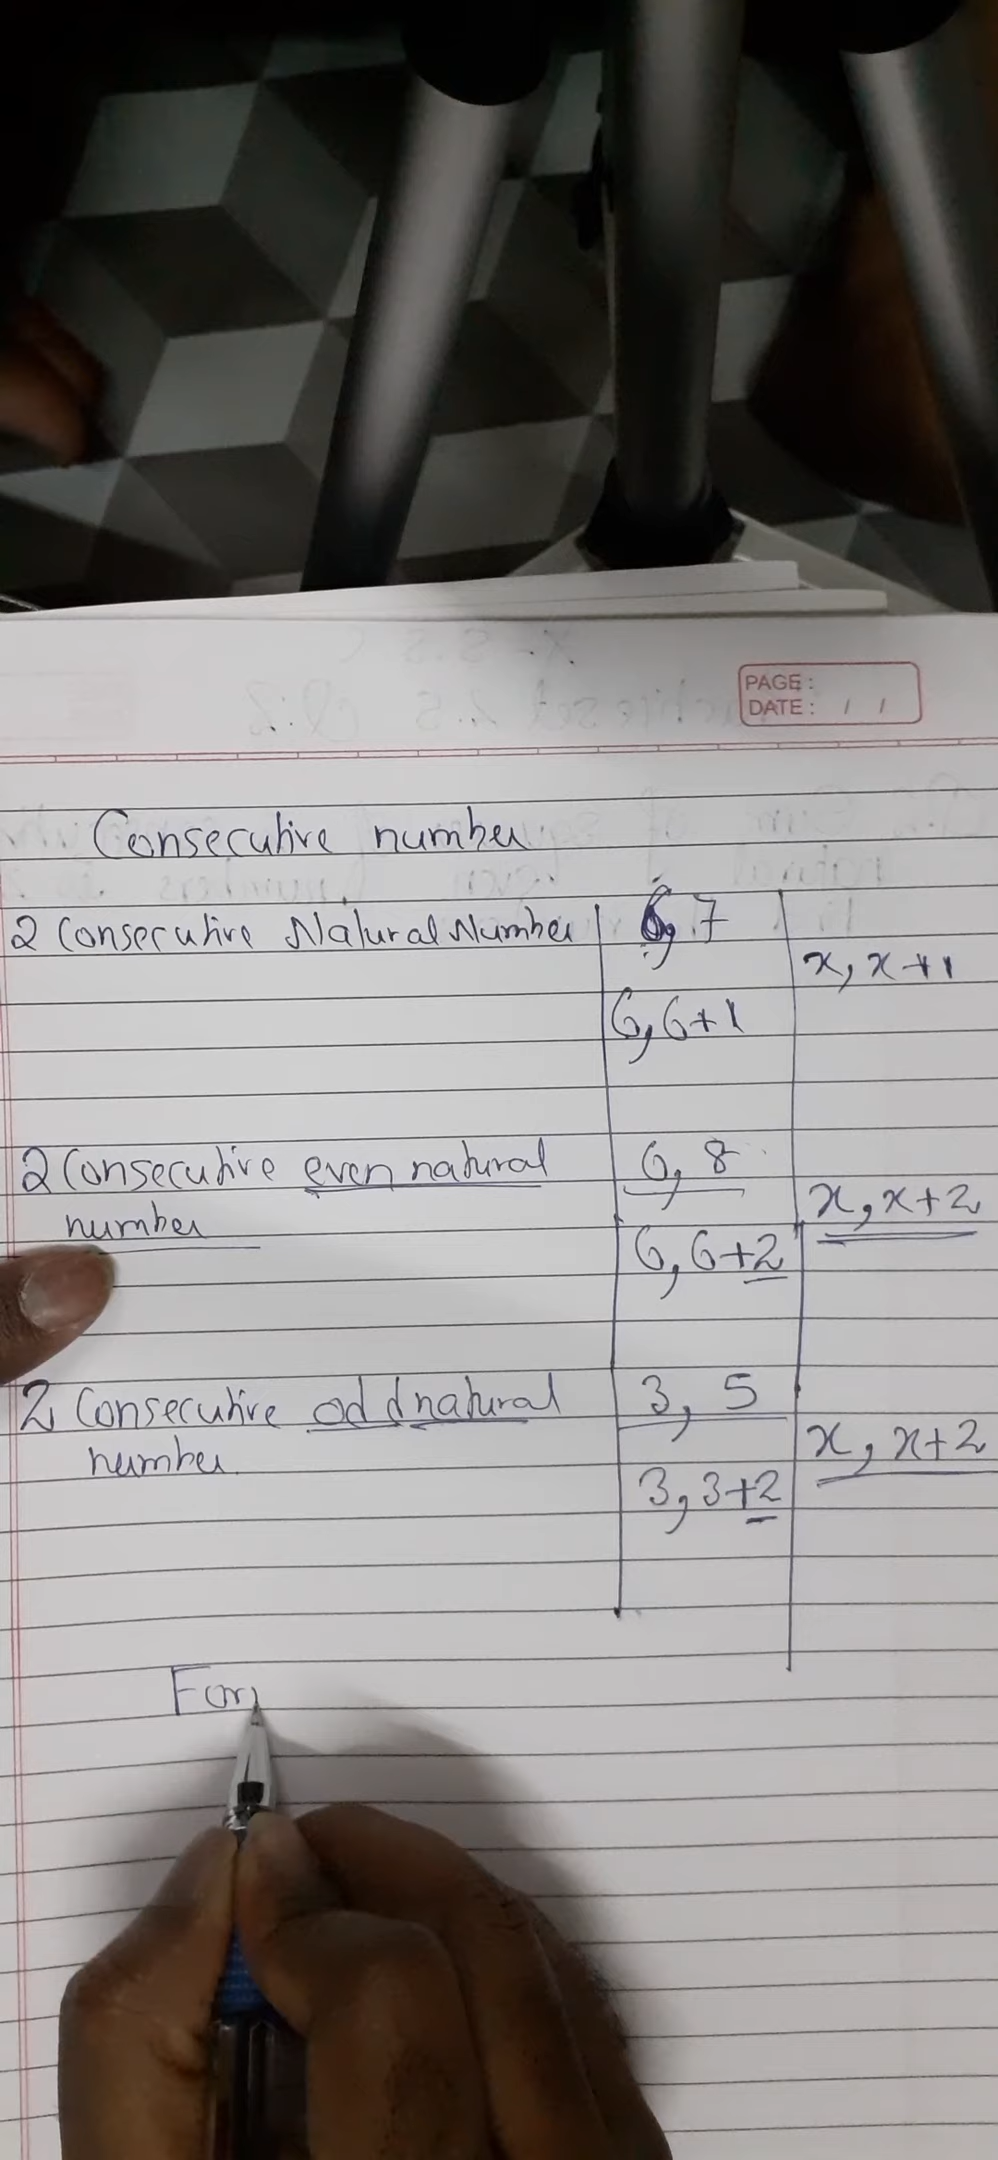 PAGE :
DATE : / /
Consecutive number
2 Consecutive Natural Number 6, 7
x, x+1
6, 6+1
2 Consecutive even natural 6, 8
number x, x+2
6, 6+2
2 Consecutive odd natural 3, 5
number x, x+2
3, 3+2
For